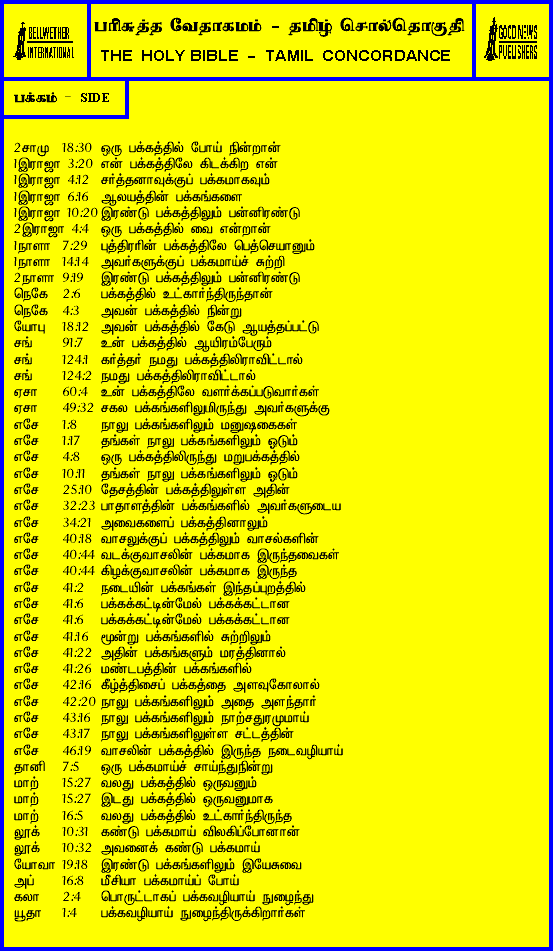 BELLWETHER
INTERNATIONAL
பரிசுத்த வேதாகமம் - தமிழ் சொல்தொகுதி
THE HOLY BIBLE - TAMIL CONCORDANCE
GOOD NEWS
PUBLISHERS
பக்கம் - SIDE
2சாமு 18:30 ஒரு பக்கத்தில் போய் நின்றான்
1இராஜா 3:20 என் பக்கத்திலே கிடக்கிற என்
1இராஜா 4:12 சர்த்தனாவுக்குப் பக்கமாகவும்
1இராஜா 6:16 ஆலயத்தின் பக்கங்களை
1இராஜா 10:20 இரண்டு பக்கத்திலும் பன்னிரண்டு
2இராஜா 4:4 ஒரு பக்கத்தில் வை என்றான்
1நாளா 7:29 புத்திரரின் பக்கத்திலே பெத்செயானும்
1நாளா 14:14 அவர்களுக்குப் பக்கமாய்ச் சுற்றி
2நாளா 9:19 இரண்டு பக்கத்திலும் பன்னிரண்டு
நெகே 2:6 பக்கத்தில் உட்கார்ந்திருந்தான்
நெகே 4:3 அவன் பக்கத்தில் நின்று
யோபு 18:12 அவன் பக்கத்தில் கேடு ஆயத்தப்பட்டு
சங் 91:7 உன் பக்கத்தில் ஆயிரம்பேரும்
சங் 124:1 கர்த்தர் நமது பக்கத்திலிராவிட்டால்
சங் 124:2 நமது பக்கத்திலிராவிட்டால்
ஏசா 60:4 உன் பக்கத்திலே வளர்க்கப்படுவார்கள்
ஏசா 49:32 சகல பக்கங்களிலுமிருந்து அவர்களுக்கு
எசே 1:8 நாலு பக்கங்களிலும் மனுஷகைகள்
எசே 1:17 தங்கள் நாலு பக்கங்களிலும் ஓடும்
எசே 4:8 ஒரு பக்கத்திலிருந்து மறுபக்கத்தில்
எசே 10:11 தங்கள் நாலு பக்கங்களிலும் ஓடும்
எசே 25:10 தேசத்தின் பக்கத்திலுள்ள அதின்
எசே 32:23 பாதாளத்தின் பக்கங்களில் அவர்களுடைய
எசே 34:21 அவைகளைப் பக்கத்தினாலும்
எசே 40:18 வாசலுக்குப் பக்கத்திலும் வாசல்களின்
எசே 40:44 வடக்குவாசலின் பக்கமாக இருந்தவைகள்
எசே 40:44 கிழக்குவாசலின் பக்கமாக இருந்த
எசே 41:2 நடையின் பக்கங்கள் இந்தப்புறத்தில்
எசே 41:6 பக்கக்கட்டின்மேல் பக்கக்கட்டான
எசே 41:6 பக்கக்கட்டின்மேல் பக்கக்கட்டான
எசே 41:16 மூன்று பக்கங்களில் சுற்றிலும்
எசே 41:22 அதின் பக்கங்களும் மரத்தினால்
எசே 41:26 மண்டபத்தின் பக்கங்களில்
எசே 42:16 கீழ்த்திசைப் பக்கத்தை அளவுகோலால்
எசே 42:20 நாலு பக்கங்களிலும் அதை அளந்தார்
எசே 43:16 நாலு பக்கங்களிலும் நாற்சதுரமுமாய்
எசே 43:17 நாலு பக்கங்களிலுள்ள சட்டத்தின்
எசே 46:19 வாசலின் பக்கத்தில் இருந்த நடைவழியாய்
தானி 7:5 ஒரு பக்கமாய்ச் சாய்ந்துநின்று
மாற் 15:27 வலது பக்கத்தில் ஒருவனும்
மாற் 15:27 இடது பக்கத்தில் ஒருவனுமாக
மாற் 16:5 வலது பக்கத்தில் உட்கார்ந்திருந்த
லூக் 10:31 கண்டு பக்கமாய் விலகிப்போனான்
லூக் 10:32 அவனைக் கண்டு பக்கமாய்
யோவா 19:18 இரண்டு பக்கங்களிலும் இயேசுவை
அப் 16:8 மீசியா பக்கமாய்ப் போய்
கலா 2:4 பொருட்டாகப் பக்கவழியாய் நுழைந்து
யூதா 1:4 பக்கவழியாய் நுழைந்திருக்கிறார்கள்